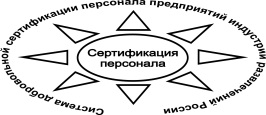 Система добровольной сертификации персонала предприятий индустрии развлечений России
Сертификация
персонала